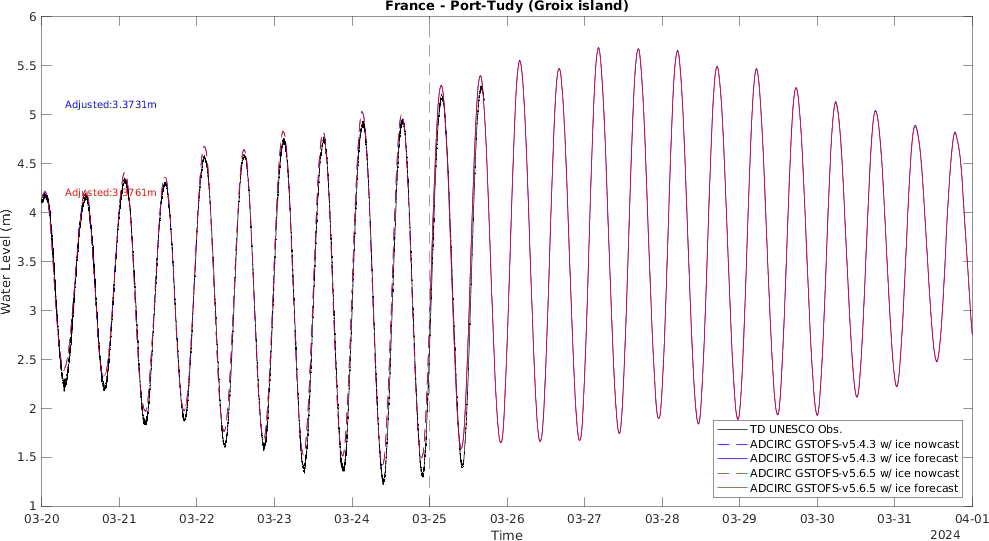 France - Port-Tudy (Groix island)
6
5.5
5
4.5
4
3.5
3
2.5
2
1.5
1
Water Level (m)
Adjusted:3.3731m
Adjusted:3.3761m
TD UNESCO Obs.
ADCIRC GSTOFS-v5.4.3 w/ ice nowcast
ADCIRC GSTOFS-v5.4.3 w/ ice forecast
ADCIRC GSTOFS-v5.6.5 w/ ice nowcast
ADCIRC GSTOFS-v5.6.5 w/ ice forecast
03-20 03-21 03-22 03-23 03-24 03-25 03-26 03-27 03-28 03-29 03-30 03-31 04-01
Time
2024